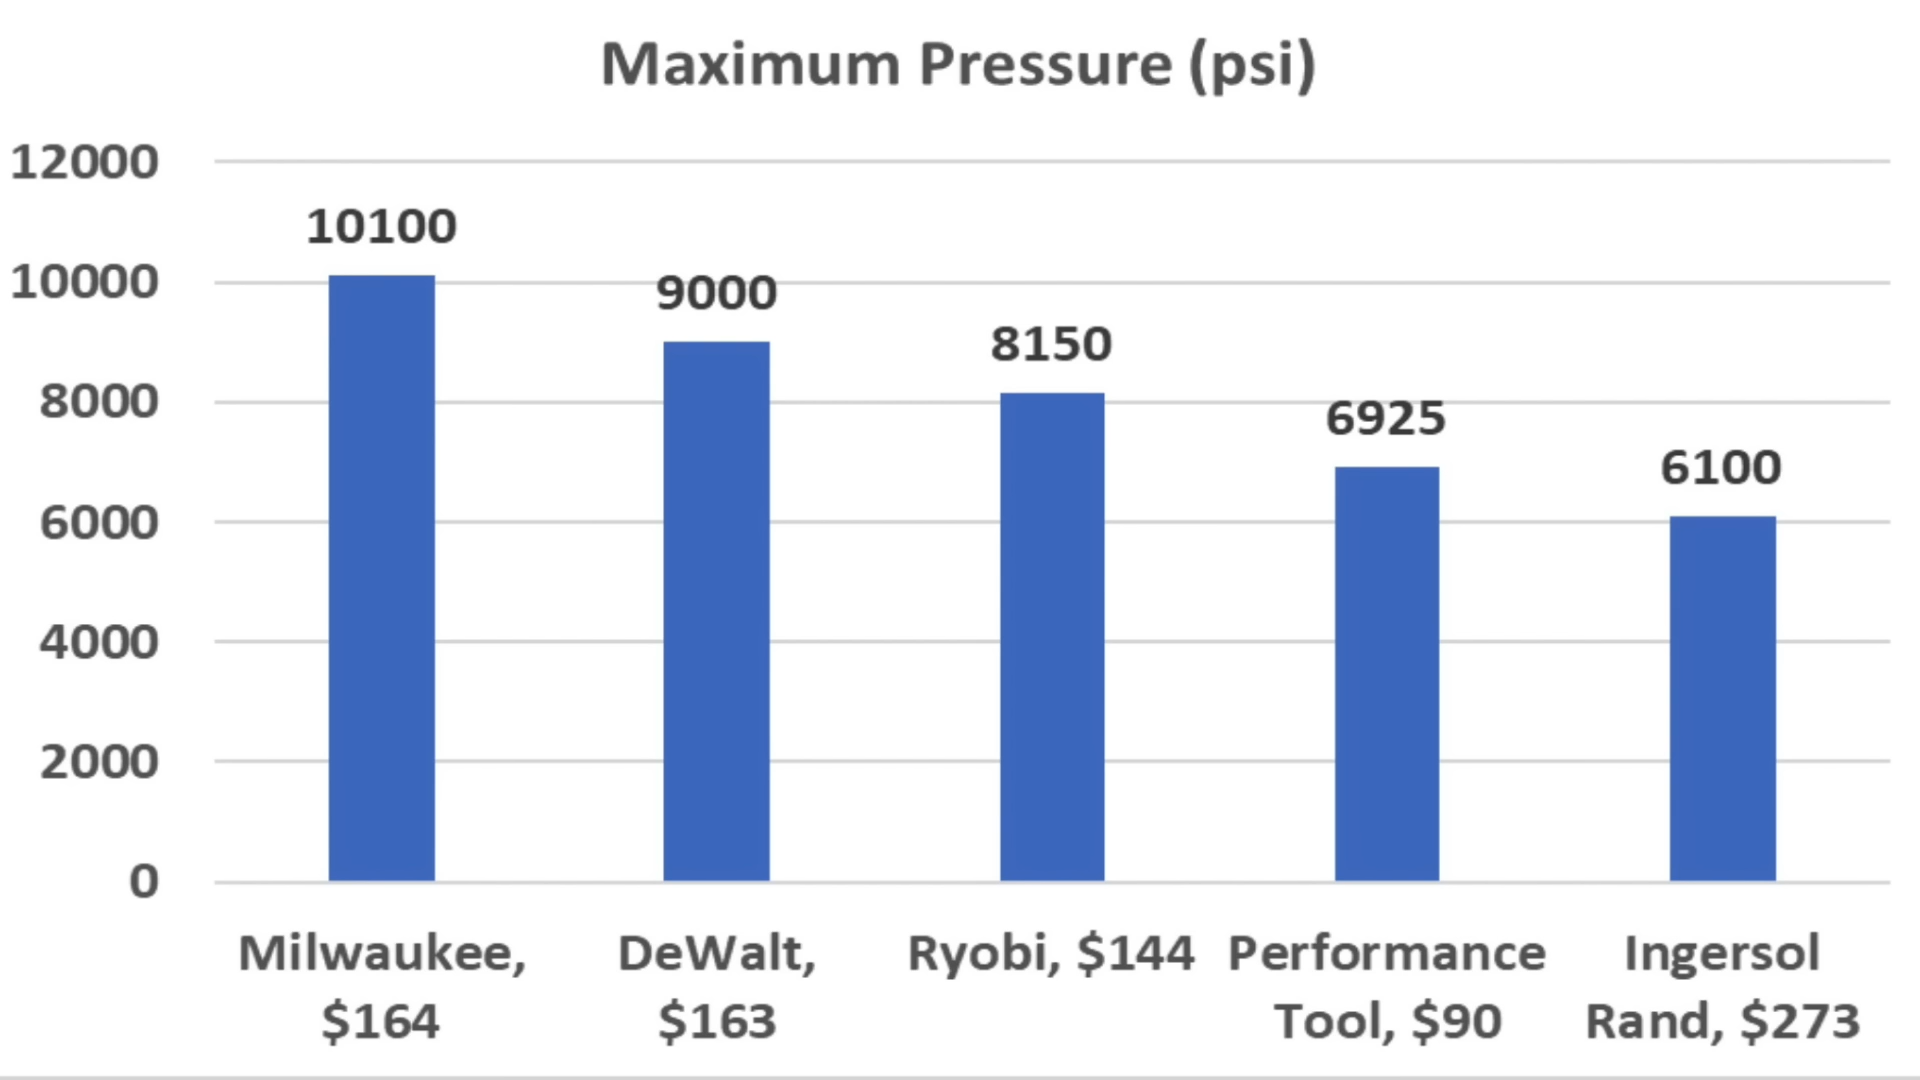 Maximum Pressure (psi)
12000
10000
8000
6000
4000
2000
0
10100
9000
8150
6925
6100
Milwaukee,
$164
DeWalt,
$163
Ryobi, $144
Performance
Tool, $90
Ingersol
Rand, $273